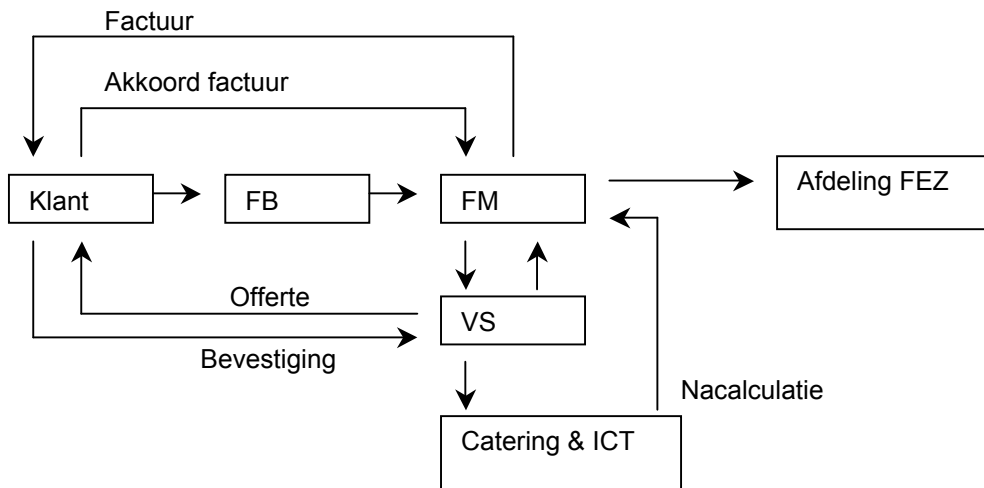 Factuur
Akkoord factuur
Klant
FB
FM
Afdeling FEZ
Offerte
VS
Bevestiging
Nacalculatie
Catering & ICT